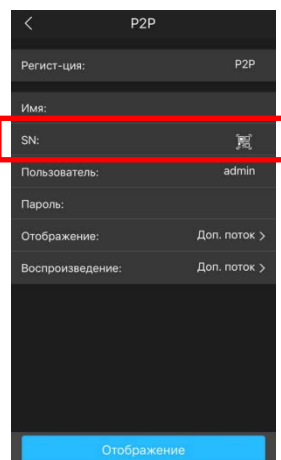 P2P
Регист-ция: P2P
Имя:
SN:
Пользователь: admin
Пароль:
Отображение: Доп. поток >
Воспроизведение: Доп. поток >
Отображение